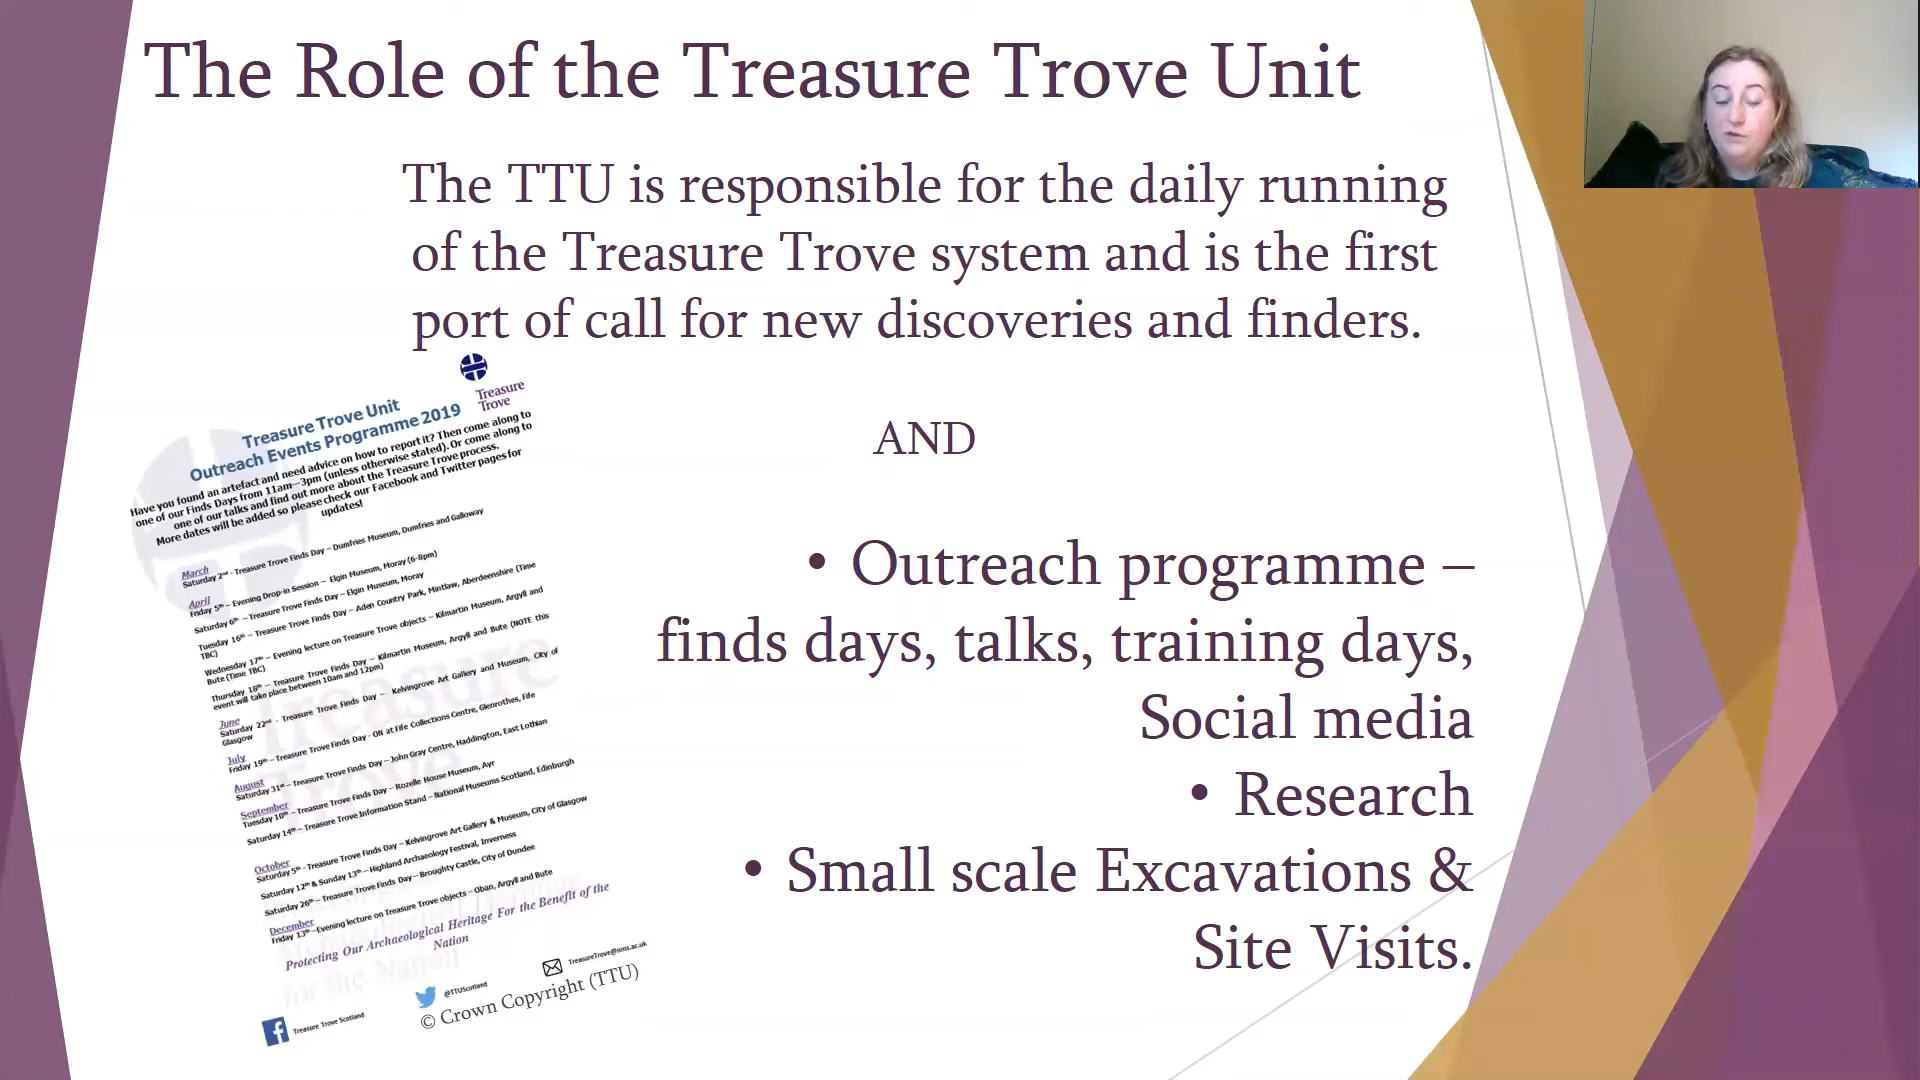 The Role of the Treasure Trove Unit
The TTU is responsible for the daily running
of the Treasure Trove system and is the first
port of call for new discoveries and finders.
AND
• Outreach programme –
finds days, talks, training days,
Social media
• Research
• Small scale Excavations &
Site Visits.
Treasure
Trove
Treasure Trove Unit
Outreach Events Programme 2019
Have you found an artefact and need advice on how to report it? Then come along to
one of our Finds Days from 11am—3pm (unless otherwise stated). Or come along to
one of our talks and find out more about the Treasure Trove process.
More dates will be added so please check our Facebook and Twitter pages for
updates!
March
Saturday 2nd - Treasure Trove Finds Day – Dumfries Museum, Dumfries and Galloway
April
Friday 5th – Evening Drop-in Session – Elgin Museum, Moray (6-8pm)
Saturday 6th – Treasure Trove Finds Day – Elgin Museum, Moray
Tuesday 16th – Treasure Trove Finds Day – Aden Country Park, Mintlaw, Aberdeenshire (Time
TBC)
Wednesday 17th – Evening lecture on Treasure Trove objects – Kilmartin Museum, Argyll and
Bute (Time TBC)
Thursday 18th – Treasure Trove Finds Day – Kilmartin Museum, Argyll and Bute (NOTE this
event will take place between 10am and 12pm)
June
Saturday 22nd - Treasure Trove Finds Day – Kelvingrove Art Gallery and Museum, City of
Glasgow
July
Friday 19th – Treasure Trove Finds Day - ON at Fife Collections Centre, Glenrothes, Fife
August
Saturday 31st – Treasure Trove Finds Day – John Gray Centre, Haddington, East Lothian
September
Tuesday 10th – Treasure Trove Finds Day – Rozelle House Museum, Ayr
Saturday 14th – Treasure Trove Information Stand – National Museums Scotland, Edinburgh
October
Saturday 5th - Treasure Trove Finds Day – Kelvingrove Art Gallery & Museum, City of Glasgow
Saturday 12th & Sunday 13th – Highland Archaeology Festival, Inverness
Saturday 26th – Treasure Trove Finds Day – Broughty Castle, City of Dundee
December
Friday 13th –Evening lecture on Treasure Trove objects – Oban, Argyll and Bute
Protecting Our Archaeological Heritage For the Benefit of the
Nation
TreasureTrove@nms.ac.uk
@TTUScotland
Treasure Trove Scotland
© Crown Copyright (TTU)
Treasure
Trove
for the Nation